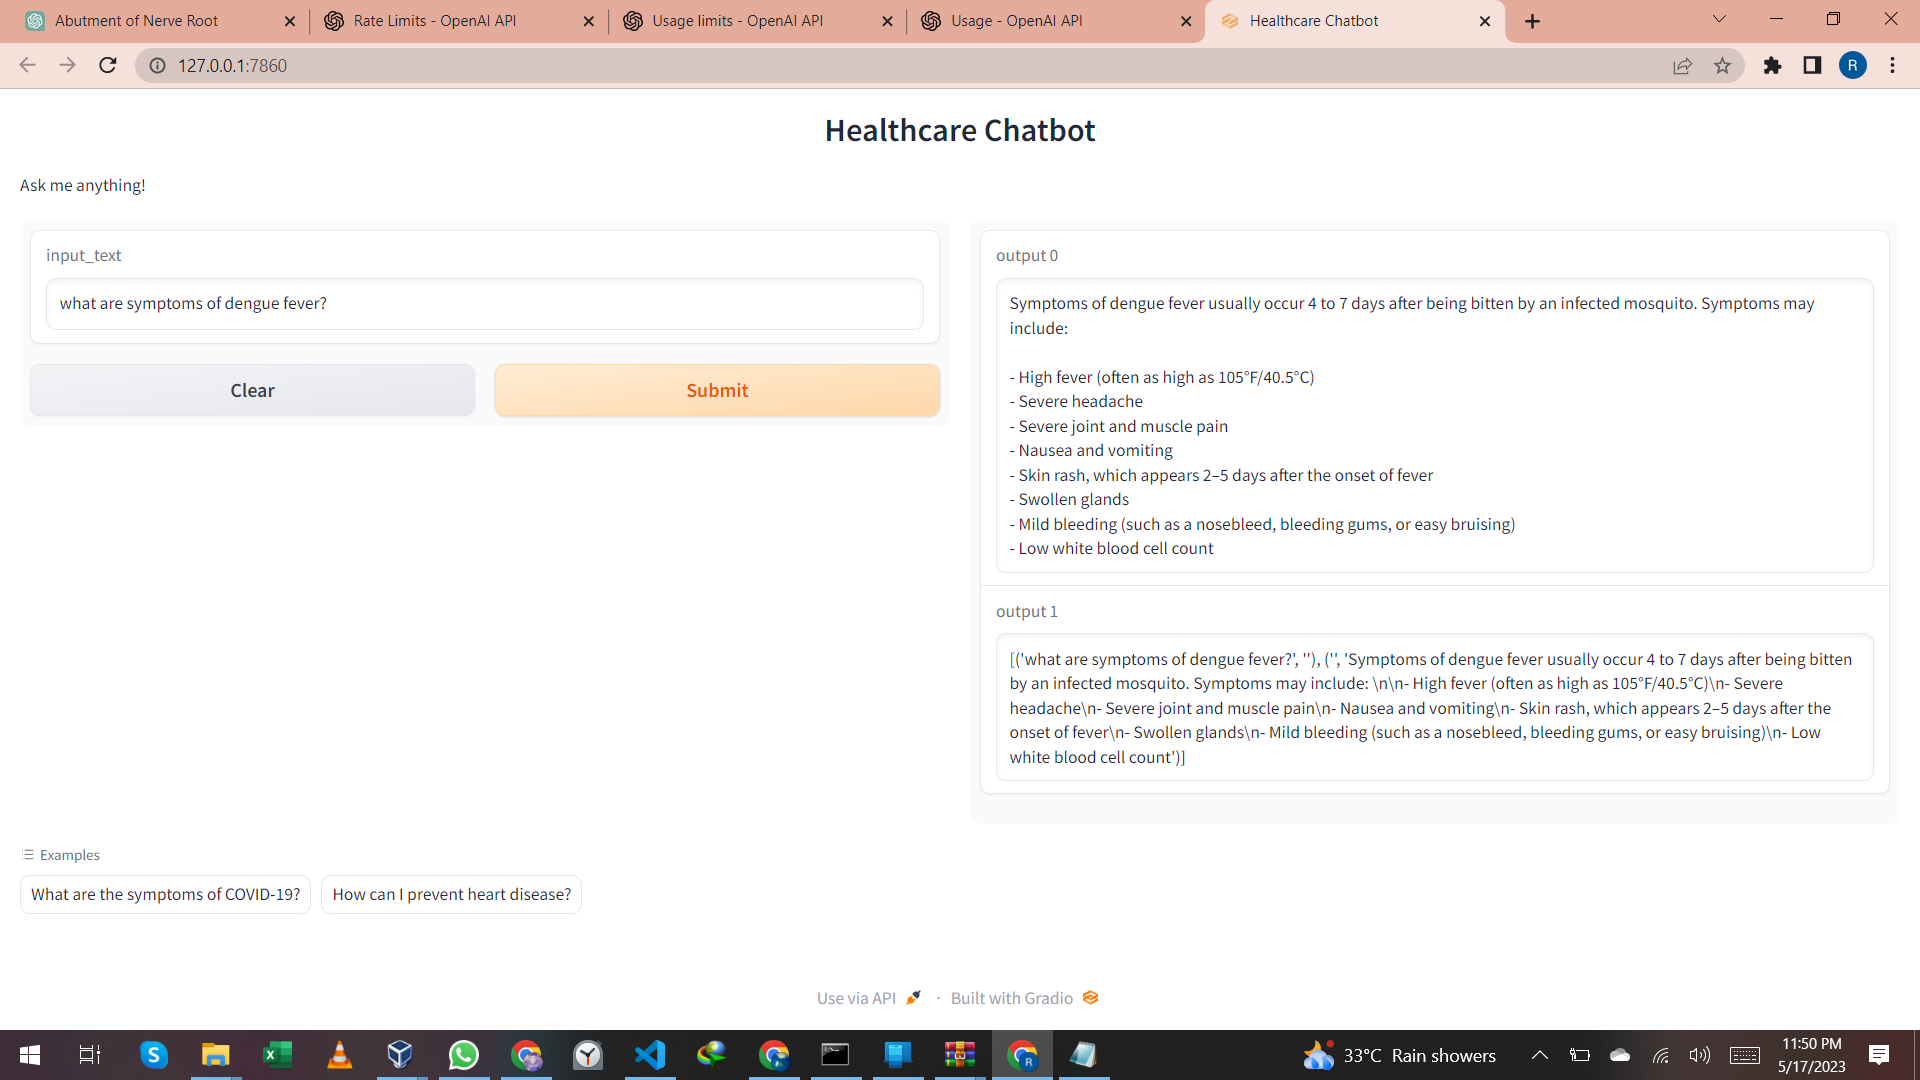 Abutment of Nerve Root
Rate Limits - OpenAI API
Usage limits - OpenAI API
Usage - OpenAI API
Healthcare Chatbot
127.0.0.1:7860
R
Healthcare Chatbot
Ask me anything!
input_text
what are symptoms of dengue fever?
Clear
Submit
output 0
Symptoms of dengue fever usually occur 4 to 7 days after being bitten by an infected mosquito. Symptoms may
include:
- High fever (often as high as 105°F/40.5°C)
- Severe headache
- Severe joint and muscle pain
- Nausea and vomiting
- Skin rash, which appears 2–5 days after the onset of fever
- Swollen glands
- Mild bleeding (such as a nosebleed, bleeding gums, or easy bruising)
- Low white blood cell count
output 1
[('what are symptoms of dengue fever?', ''), ('', 'Symptoms of dengue fever usually occur 4 to 7 days after being bitten
by an infected mosquito. Symptoms may include: \n\n- High fever (often as high as 105°F/40.5°C)\n- Severe
headache\n- Severe joint and muscle pain\n- Nausea and vomiting\n- Skin rash, which appears 2–5 days after the
onset of fever\n- Swollen glands\n- Mild bleeding (such as a nosebleed, bleeding gums, or easy bruising)\n- Low
white blood cell count')]
Examples
What are the symptoms of COVID-19?
How can I prevent heart disease?
Use via API · Built with Gradio
33°C Rain showers
11:50 PM
5/17/2023